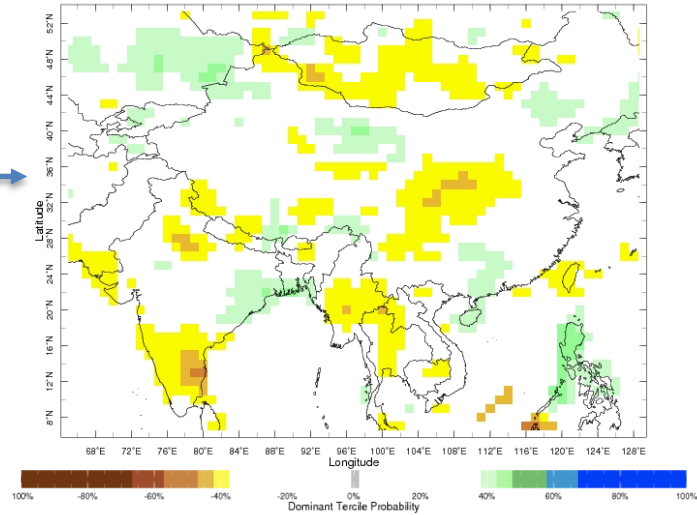 52°N
48°N
44°N
40°N
36°N
32°N
28°N
24°N
20°N
16°N
12°N
8°N
Latitude
68°E 72°E 76°E 80°E 84°E 88°E 92°E 96°E 100°E 104°E 108°E 112°E 116°E 120°E 124°E 128°E
Longitude
100% -80% -60% -40% -20% 0% 20% 40% 60% 80% 100%
Dominant Tercile Probability